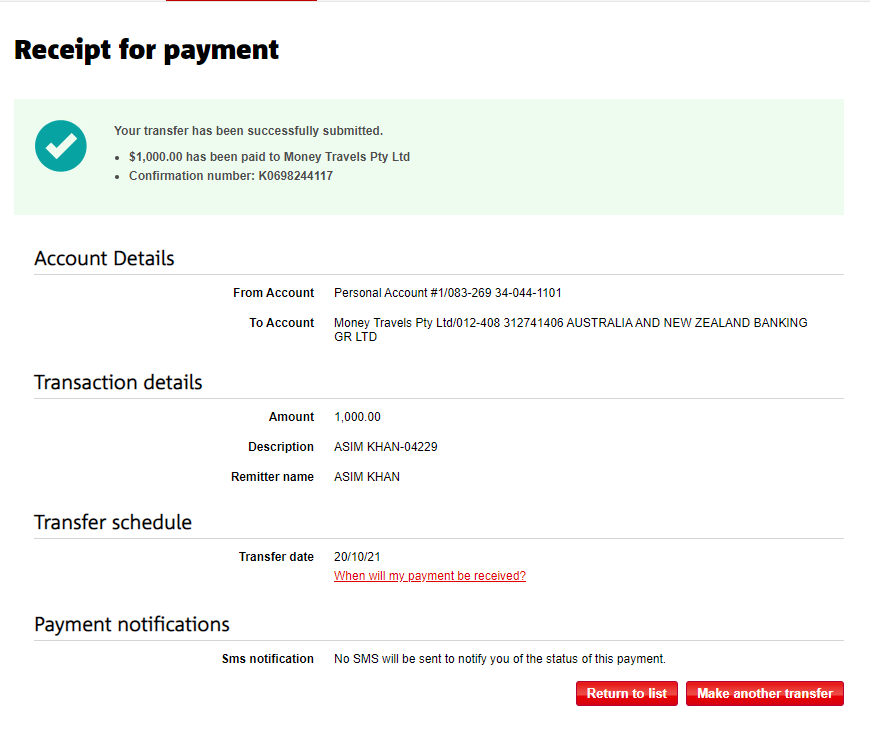 Receipt for payment
Your transfer has been successfully submitted.
• $1,000.00 has been paid to Money Travels Pty Ltd
• Confirmation number: K0698244117
Account Details
From Account Personal Account #1/083-269 34-044-1101
To Account Money Travels Pty Ltd/012-408 312741406 AUSTRALIA AND NEW ZEALAND BANKING
GR LTD
Transaction details
Amount 1,000.00
Description ASIM KHAN-04229
Remitter name ASIM KHAN
Transfer schedule
Transfer date 20/10/21
When will my payment be received?
Payment notifications
Sms notification No SMS will be sent to notify you of the status of this payment.
Return to list Make another transfer